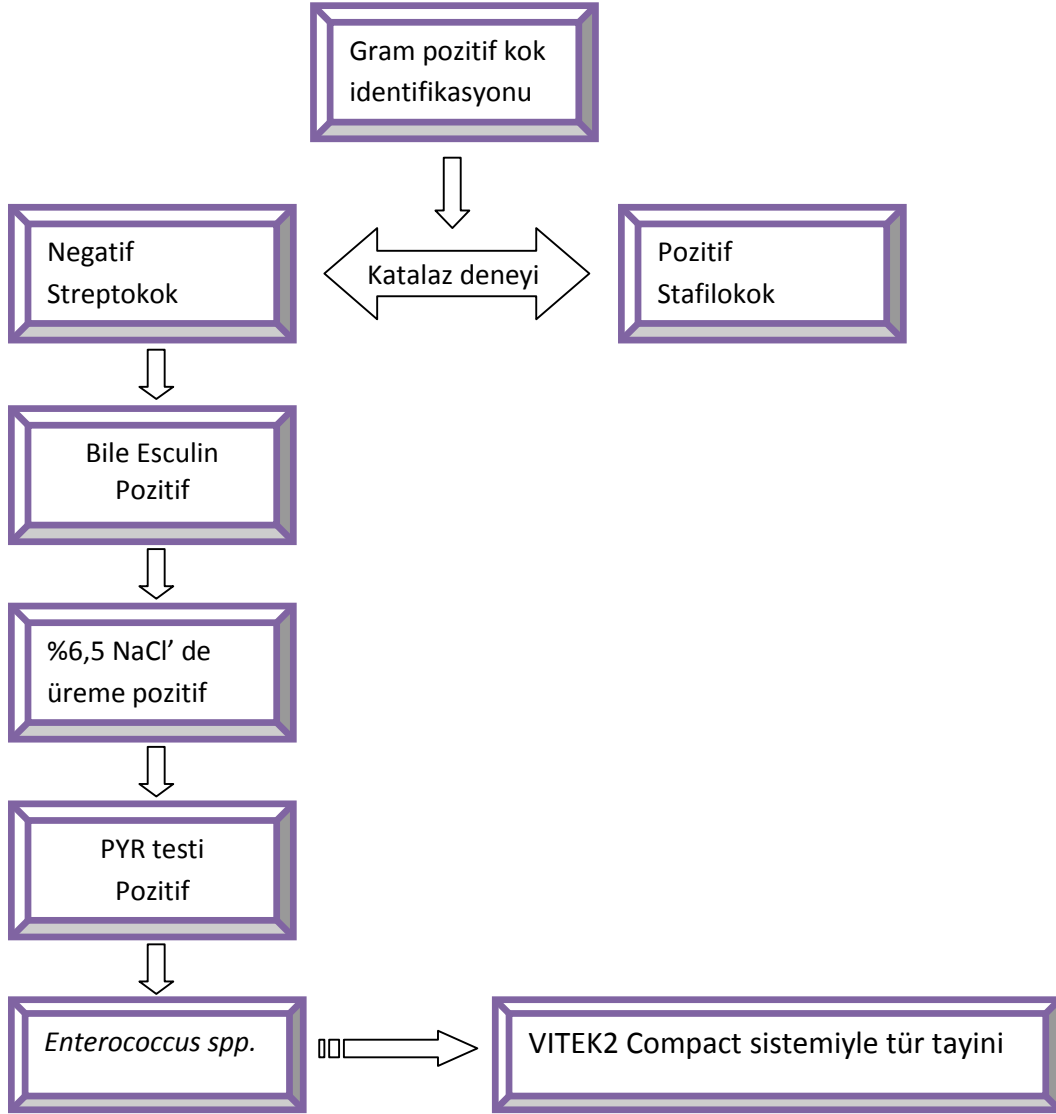 Gram pozitif kok
identifikasyonu
Negatif
Streptokok
Katalaz deneyi
Pozitif
Stafilokok
Bile Esculin
Pozitif
%6,5 NaCl’ de
üreme pozitif
PYR testi
Pozitif
Enterococcus spp.
VITEK2 Compact sistemiyle tür tayini